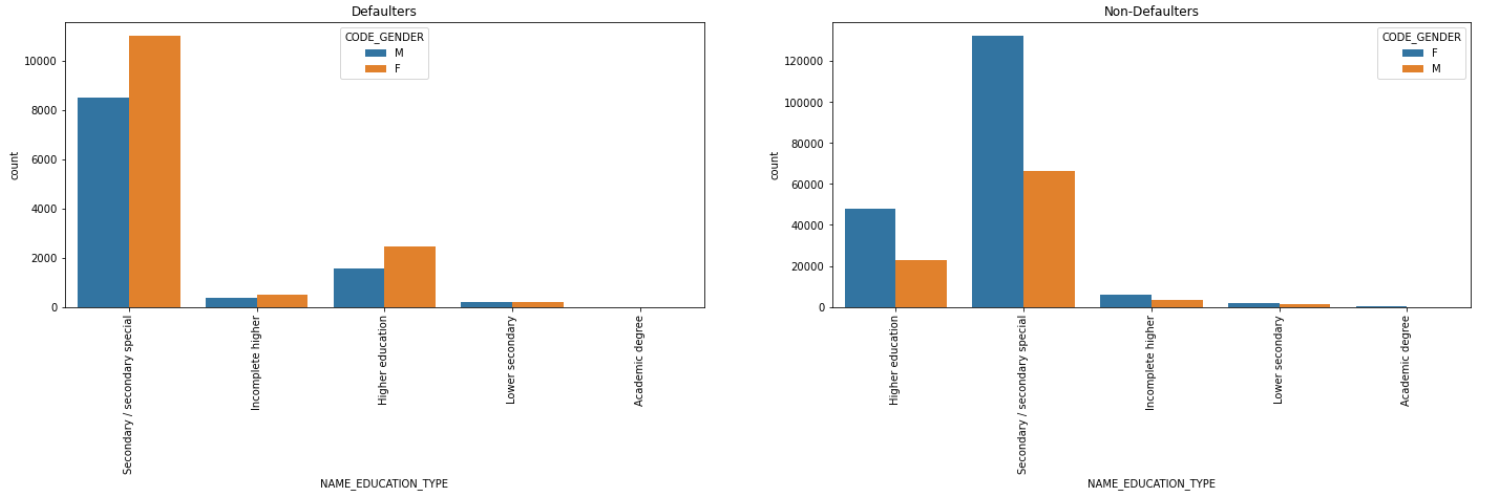 Defaulters
CODE_GENDER
M
F
10000
8000
6000
4000
2000
0
count
Secondary / secondary special
Incomplete higher
Higher education
Lower secondary
Academic degree
NAME_EDUCATION_TYPE
Non-Defaulters
CODE_GENDER
F
M
120000
100000
80000
60000
40000
20000
0
count
Higher education
Secondary / secondary special
Incomplete higher
Lower secondary
Academic degree
NAME_EDUCATION_TYPE